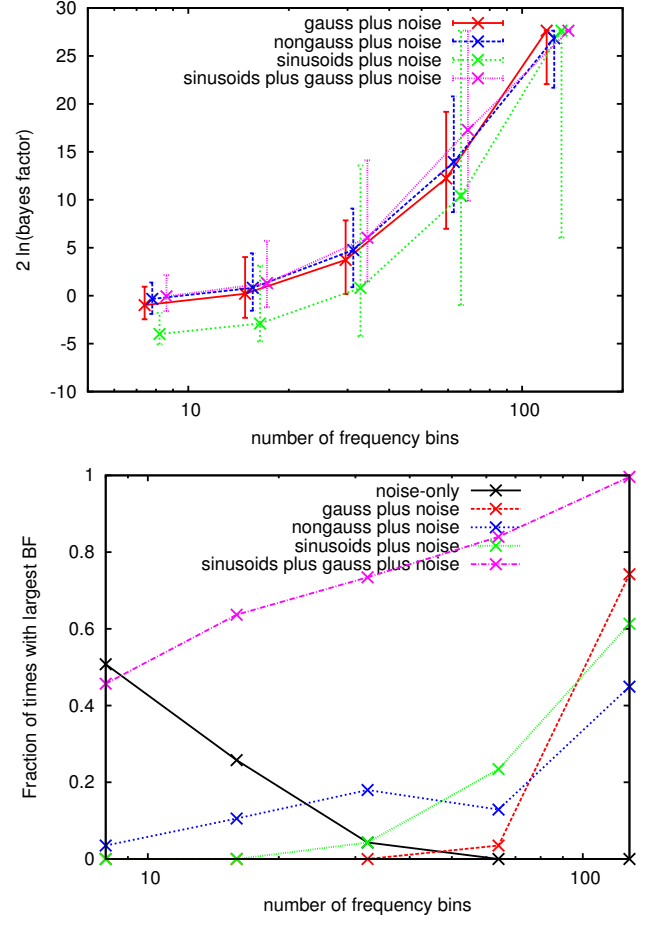 30
25
20
15
10
5
0
-5
-10
2 ln(bayes factor)
gauss plus noise
nongauss plus noise
sinusoids plus noise
sinusoids plus gauss plus noise
10
100
number of frequency bins
1
0.8
0.6
0.4
0.2
0
Fraction of times with largest BF
noise-only
gauss plus noise
nongauss plus noise
sinusoids plus noise
sinusoids plus gauss plus noise
10
100
number of frequency bins